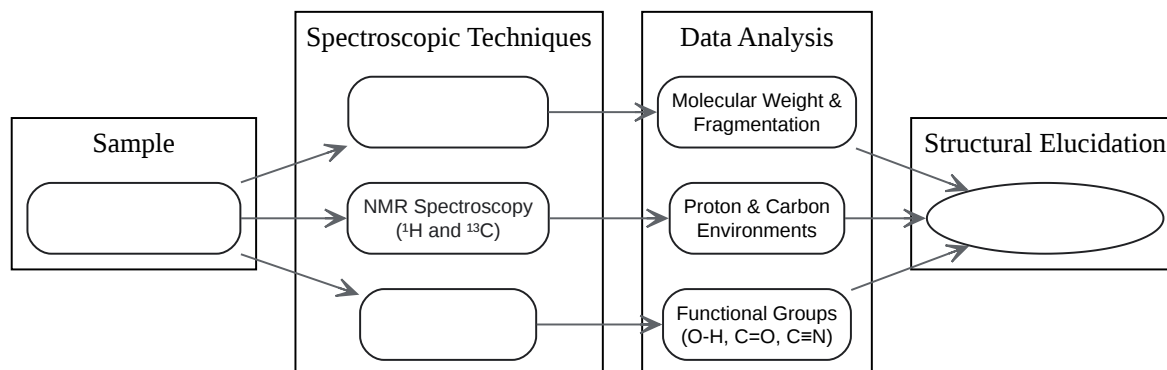 Spectroscopic Techniques
Data Analysis
Sample
Structural Elucidation
Molecular Weight &
Fragmentation
NMR Spectroscopy
(¹H and ¹³C)
Proton & Carbon
Environments
Functional Groups
(O-H, C=O, C≡N)